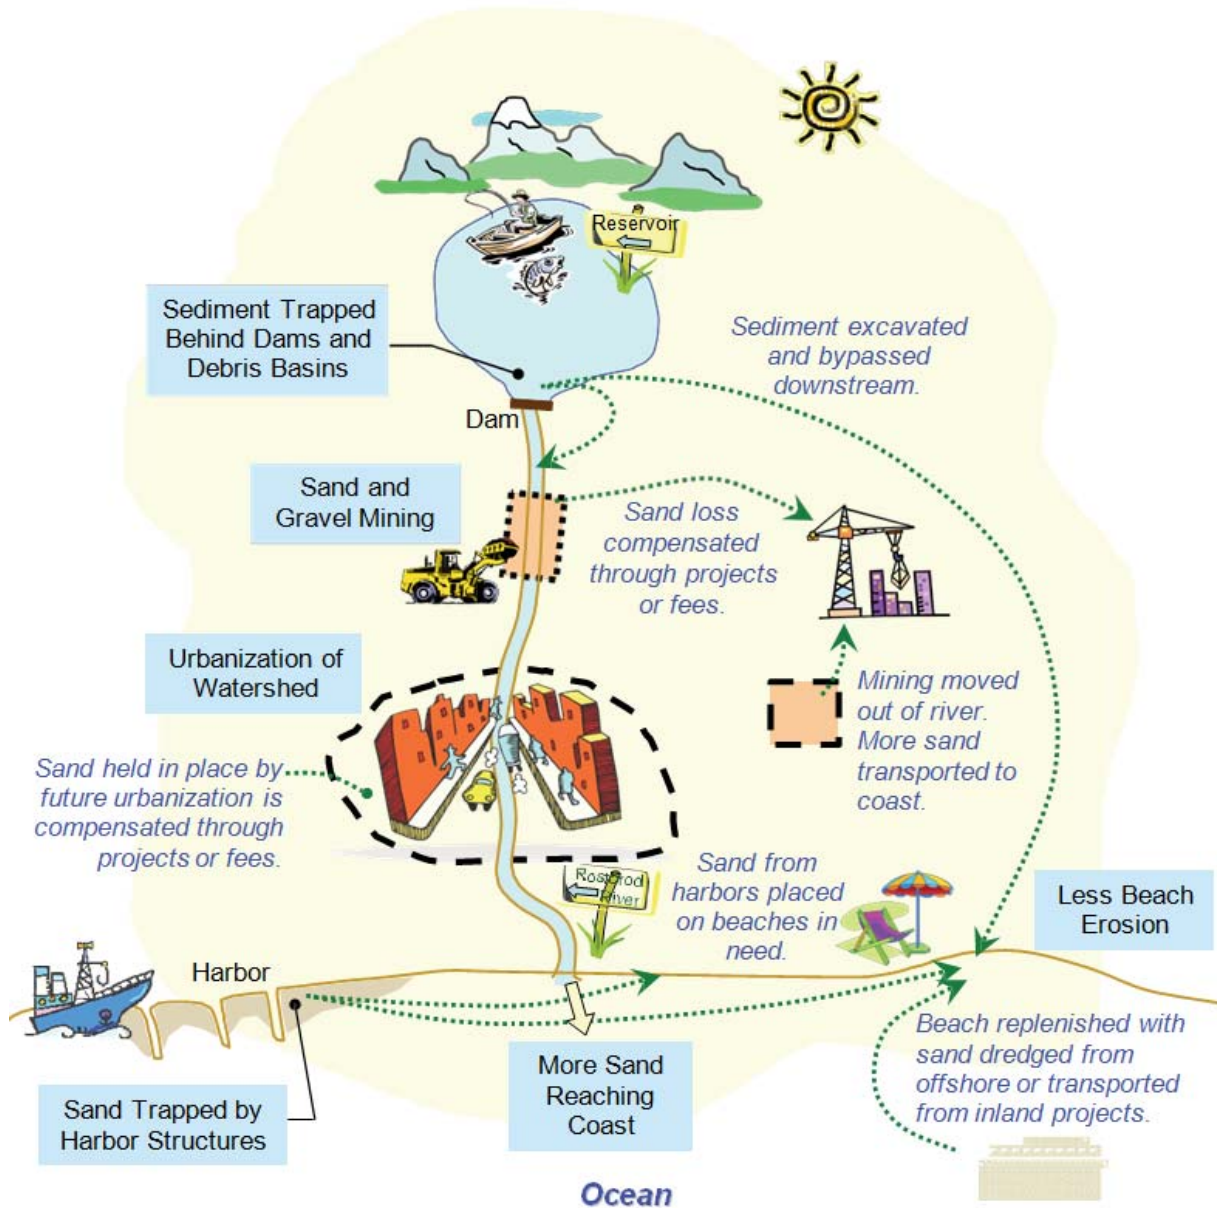 Reservoir
Sediment Trapped
Behind Dams and
Debris Basins
Sediment excavated
and bypassed
downstream.
Dam
Sand and
Gravel Mining
Sand loss
compensated
through projects
or fees.
Urbanization of
Watershed
Mining moved
out of river.
More sand
transported to
coast.
Sand held in place by
future urbanization is
compensated through
projects or fees.
River
Sand from
harbors placed
on beaches in
need.
Less Beach
Erosion
Harbor
Beach replenished with
sand dredged from
offshore or transported
from inland projects.
More Sand
Reaching
Coast
Sand Trapped by
Harbor Structures
Ocean